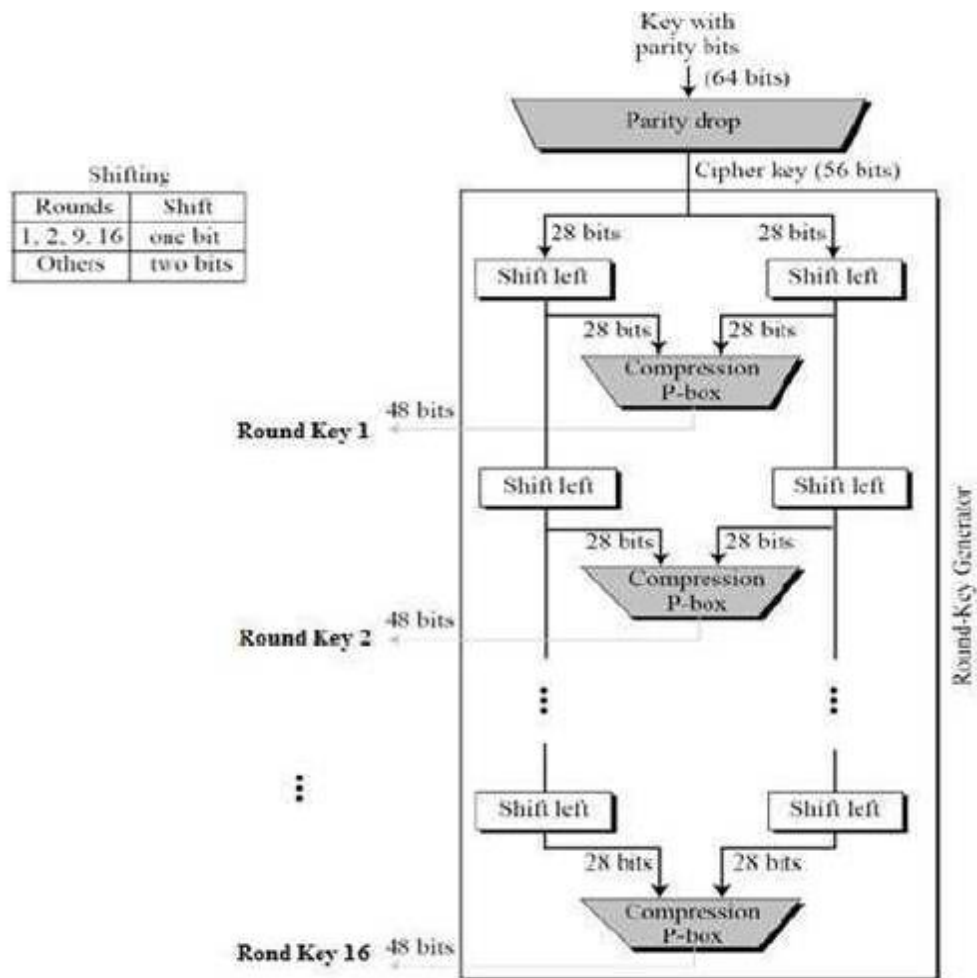 Key with
parity bits
(64 bits)
Parity drop
Cipher key (56 bits)
Shifting
Rounds Shift
1, 2, 9, 16 one bit
Others two bits
28 bits 28 bits
Shift left Shift left
28 bits 28 bits
Compression
P-box
48 bits
Round Key 1
Shift left Shift left
28 bits 28 bits
Compression
P-box
48 bits
Round Key 2
Round-Key Generator
Shift left Shift left
28 bits 28 bits
Compression
P-box
Rond Key 16 48 bits